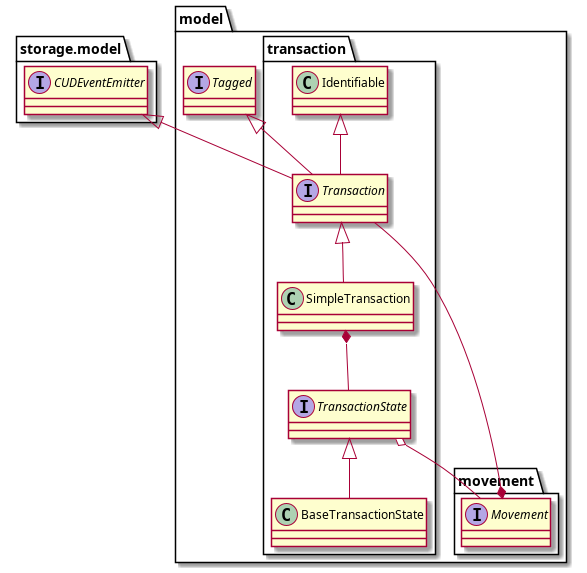 model
storage.model
transaction
I CUDEventEmitter
I Tagged
C Identifiable
I Transaction
C SimpleTransaction
I TransactionState
movement
C BaseTransactionState
I Movement